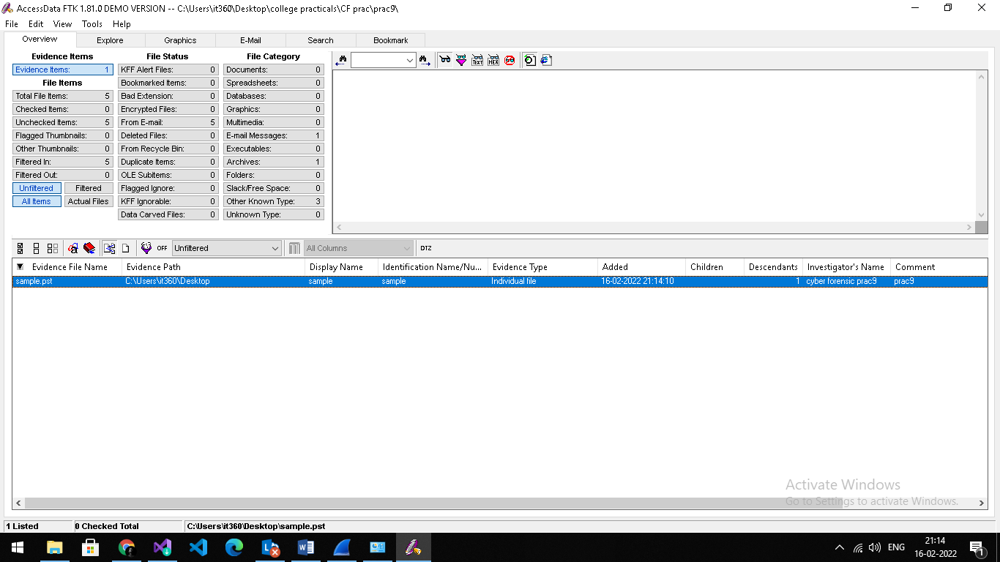 AccessData FTK 1.81.0 DEMO VERSION -- C:\Users\it360\Desktop\college practicals\CF prac\prac9\
File Edit View Tools Help
Overview Explore Graphics E-Mail Search Bookmark
Evidence Items File Status File Category
Evidence Items: 1 KFF Alert Files: 0 Documents: 0
File Items Bookmarked Items: 0 Spreadsheets: 0
Total File Items: 5 Bad Extension: 0 Databases: 0
Checked Items: 0 Encrypted Files: 0 Graphics: 0
Unchecked Items: 5 From E-mail: 5 Multimedia: 0
Flagged Thumbnails: 0 Deleted Files: 0 E-mail Messages: 1
Other Thumbnails: 0 From Recycle Bin: 0 Executables: 0
Filtered In: 5 Duplicate Items: 0 Archives: 1
Filtered Out: 0 OLE Subitems: 0 Folders: 0
Unfiltered Filtered Flagged Ignore: 0 Slack/Free Space: 0
All Items Actual Files KFF Ignorable: 0 Other Known Type: 3
Data Carved Files: 0 Unknown Type: 0
TEXT HEX
OFF Unfiltered All Columns DTZ
Evidence File Name Evidence Path Display Name Identification Name/Nu... Evidence Type Added Children Descendants Investigator's Name Comment
sample.pst C:\Users\it360\Desktop sample sample Individual file 16-02-2022 21:14:10 1 cyber forensic prac9 prac9
Activate Windows
Go to Settings to activate Windows.
1 Listed 0 Checked Total C:\Users\it360\Desktop\sample.pst
ENG 21:14
16-02-2022 1